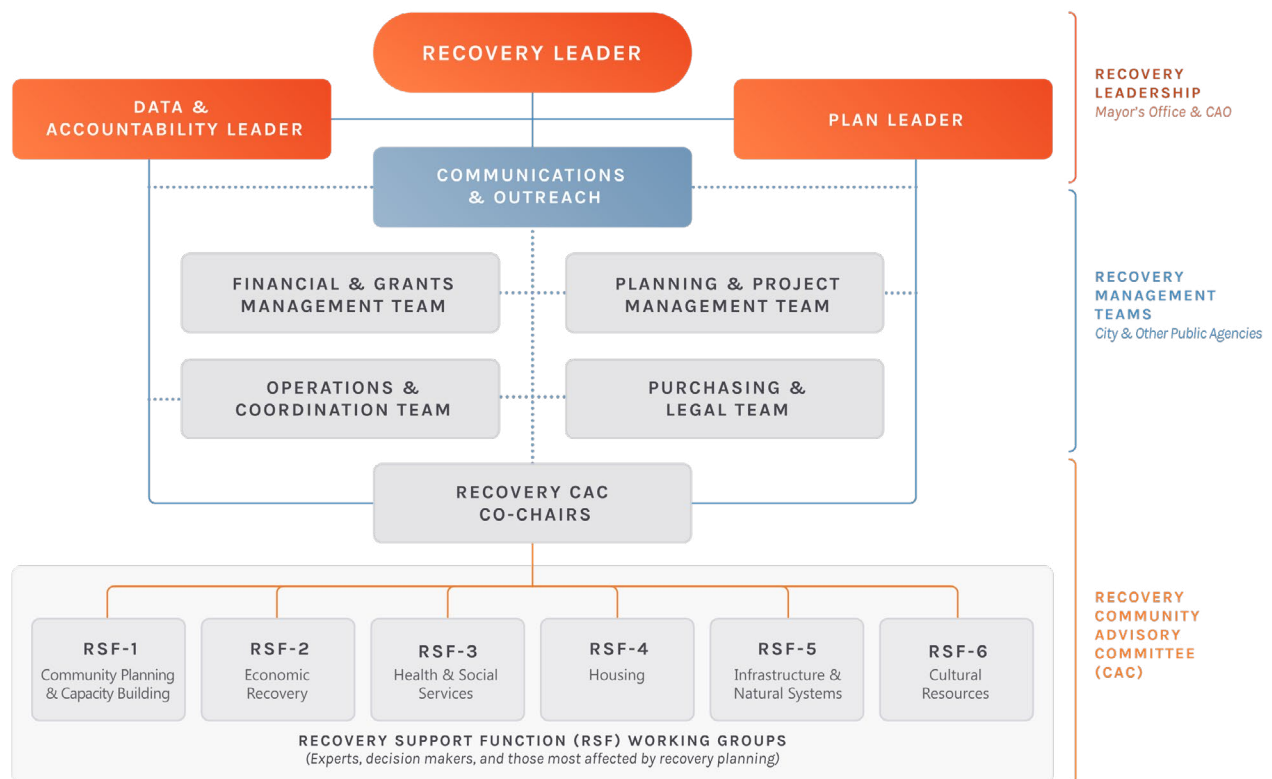 RECOVERY LEADER
DATA &
ACCOUNTABILITY LEADER
PLAN LEADER
RECOVERY
LEADERSHIP
Mayor's Office & CAO
COMMUNICATIONS
& OUTREACH
FINANCIAL & GRANTS
MANAGEMENT TEAM
PLANNING & PROJECT
MANAGEMENT TEAM
RECOVERY
MANAGEMENT
TEAMS
City & Other Public Agencies
OPERATIONS &
COORDINATION TEAM
PURCHASING &
LEGAL TEAM
RECOVERY CAC
CO-CHAIRS
RECOVERY
COMMUNITY
ADVISORY
COMMITTEE
(CAC)
RSF-1
Community Planning
& Capacity Building
RSF-2
Economic
Recovery
RSF-3
Health & Social
Services
RSF-4
Housing
RSF-5
Infrastructure &
Natural Systems
RSF-6
Cultural
Resources
RECOVERY SUPPORT FUNCTION (RSF) WORKING GROUPS
(Experts, decision makers, and those most affected by recovery planning)